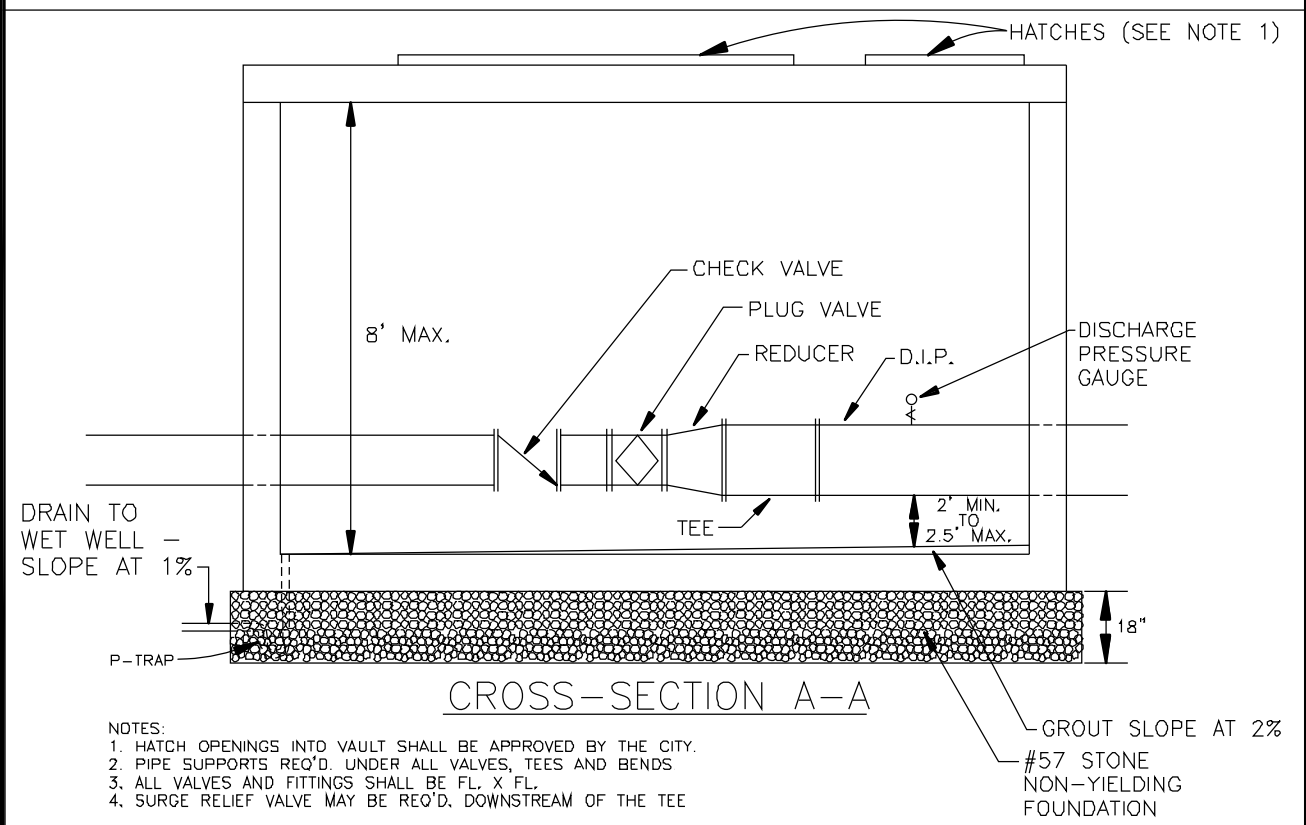 HATCHES (SEE NOTE 1)
CHECK VALVE
PLUG VALVE
8' MAX.
REDUCER
D.I.P.
DISCHARGE
PRESSURE
GAUGE
DRAIN TO
WET WELL –
SLOPE AT 1%
TEE
2' MIN.
TO
2.5' MAX.
18"
P-TRAP
CROSS-SECTION A-A
GROUT SLOPE AT 2%
#57 STONE
NON-YIELDING
FOUNDATION
NOTES:
1. HATCH OPENINGS INTO VAULT SHALL BE APPROVED BY THE CITY.
2. PIPE SUPPORTS REQ'D. UNDER ALL VALVES, TEES AND BENDS
3. ALL VALVES AND FITTINGS SHALL BE FL. X FL.
4. SURGE RELIEF VALVE MAY BE REQ'D. DOWNSTREAM OF THE TEE